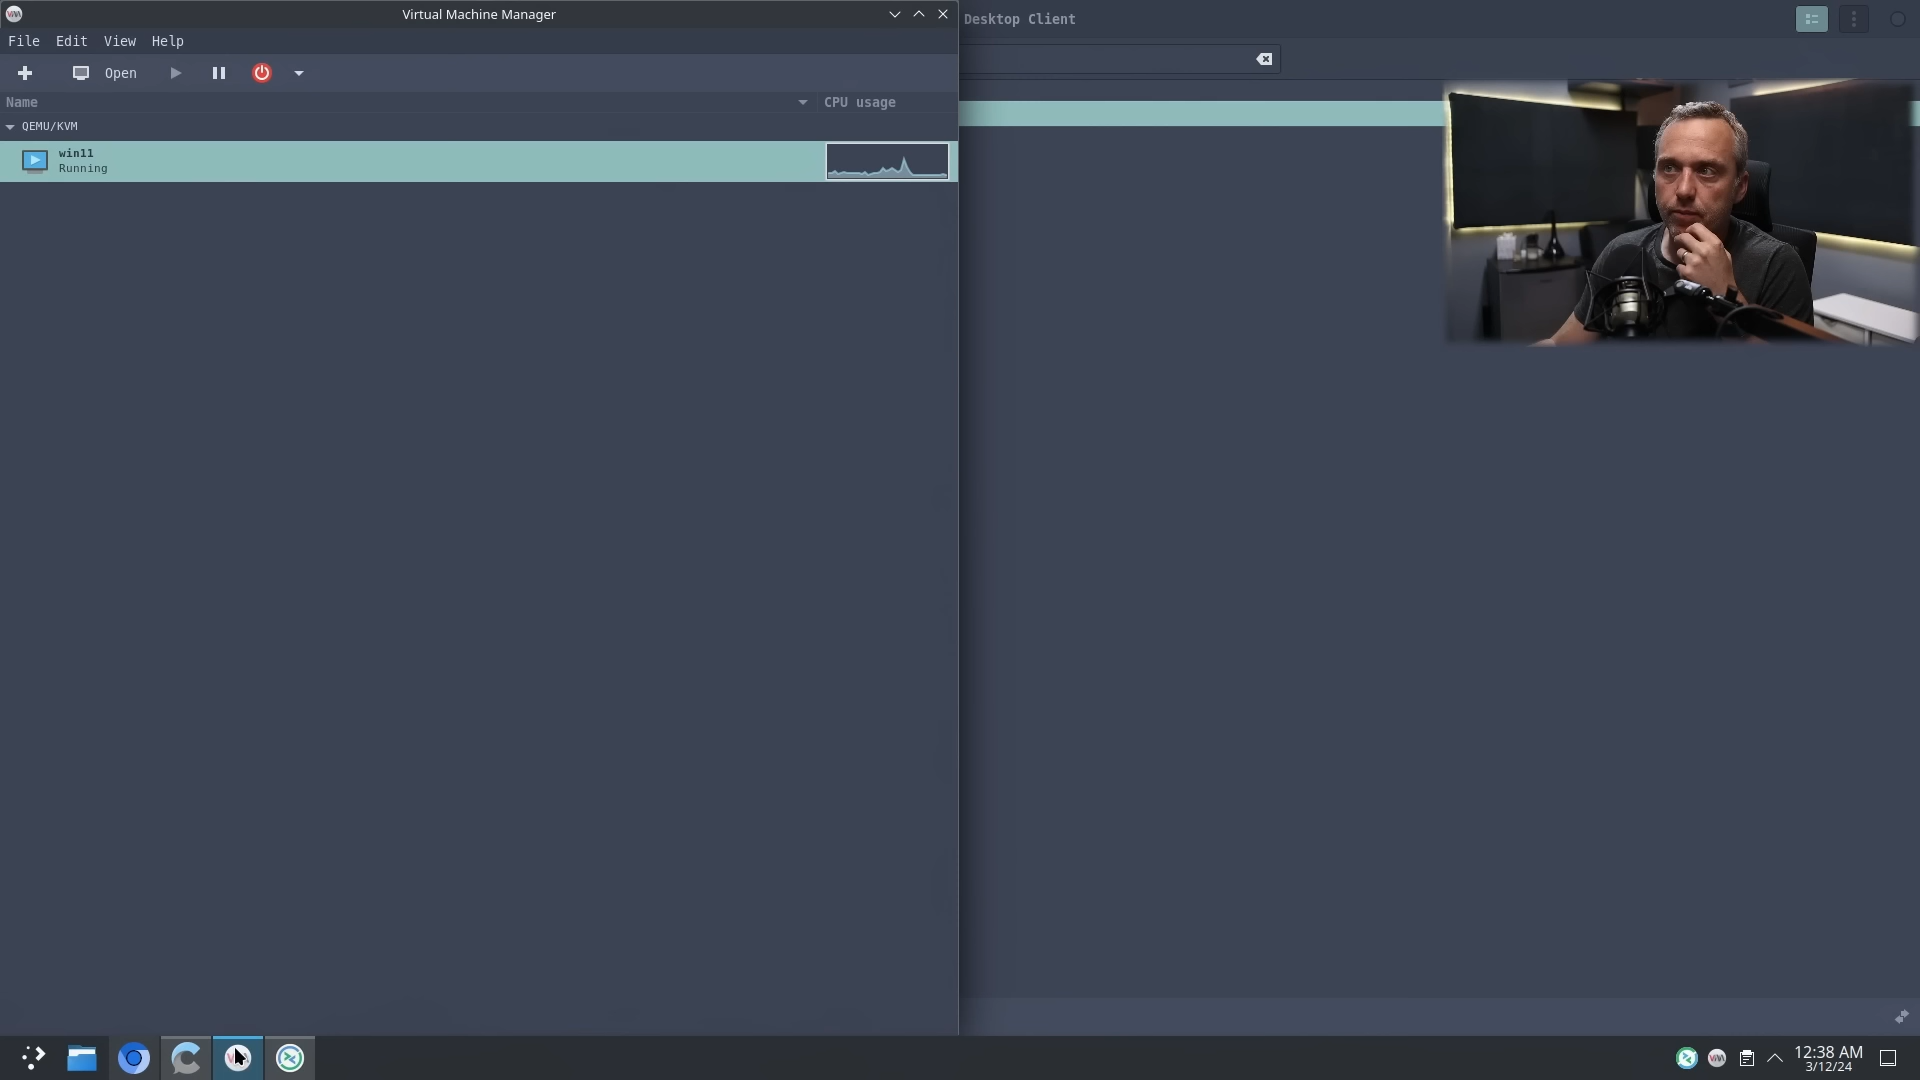 Virtual Machine Manager
Desktop Client
File Edit View Help
Open
Name
CPU usage
QEMU/KVM
win11
Running
12:38 AM
3/12/24